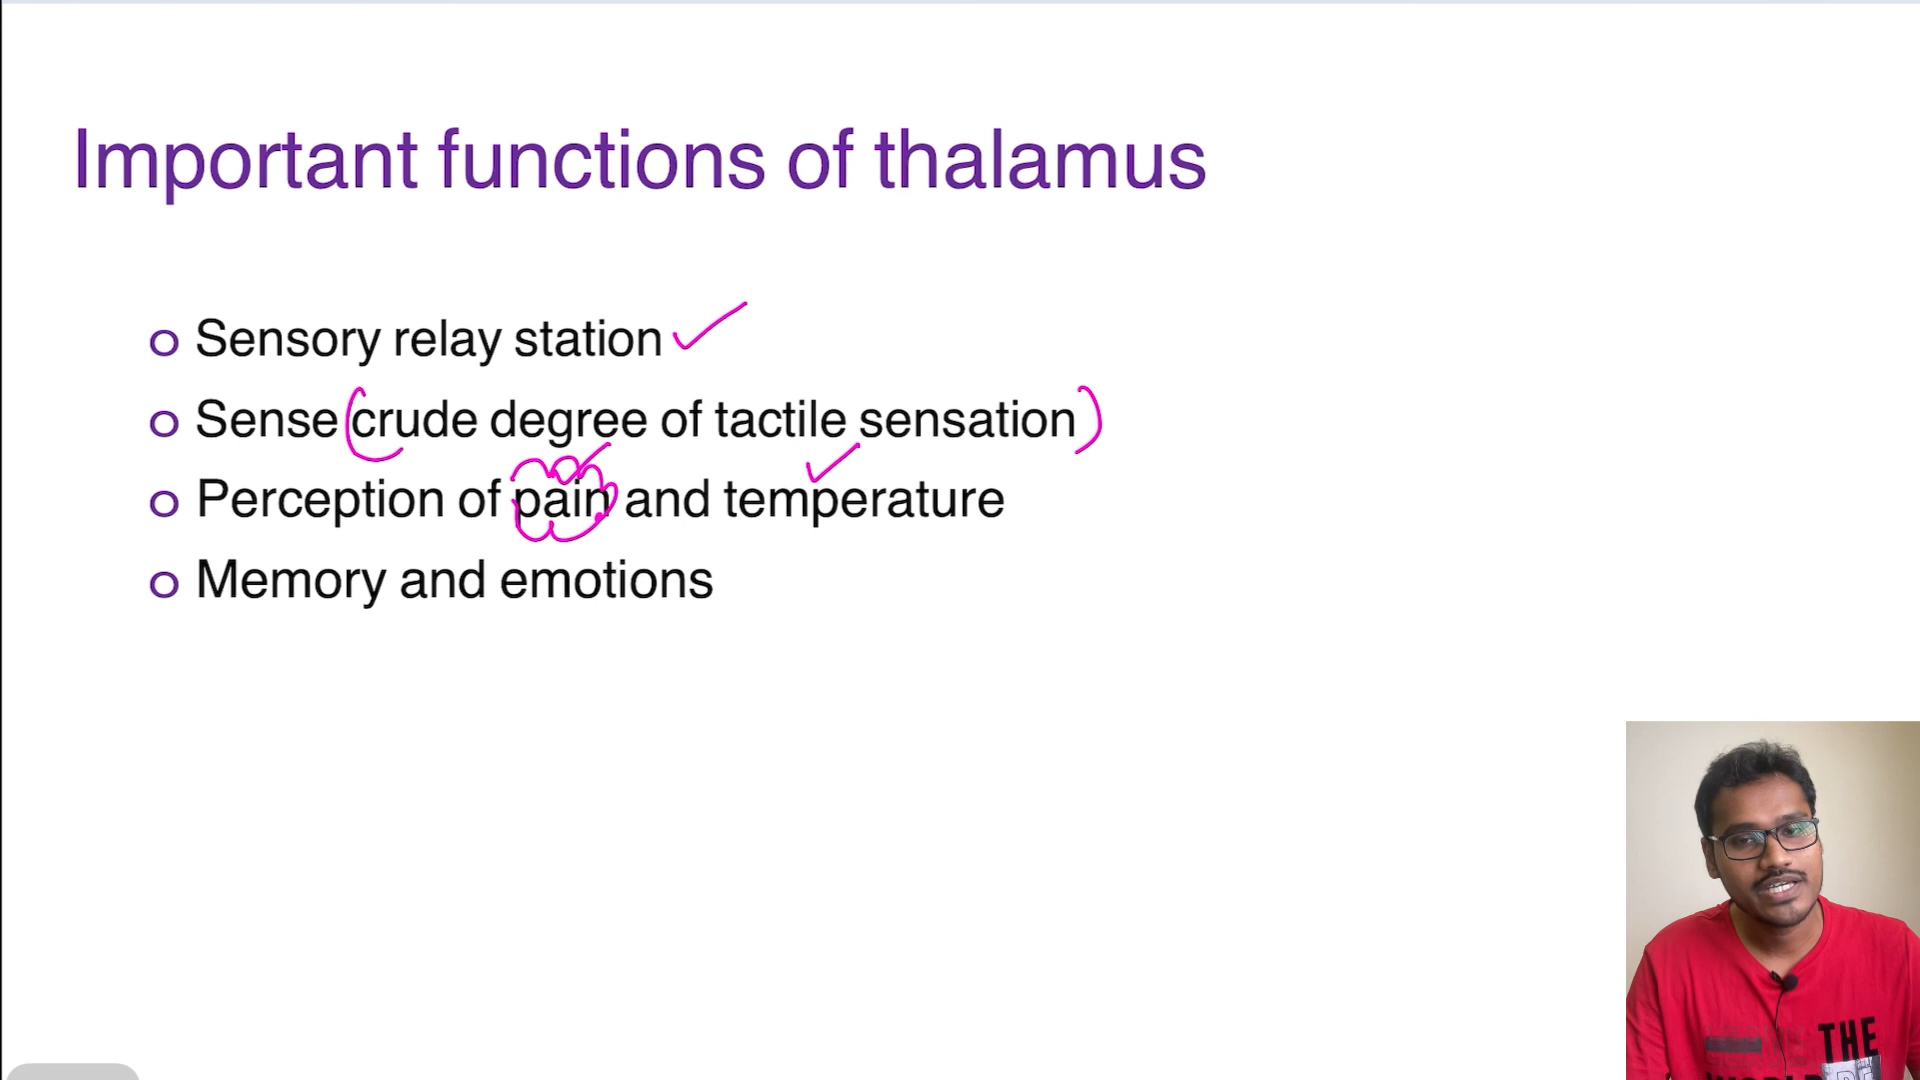 Important functions of thalamus
Sensory relay station
Sense crude degree of tactile sensation
Perception of pain and temperature
Memory and emotions
THE